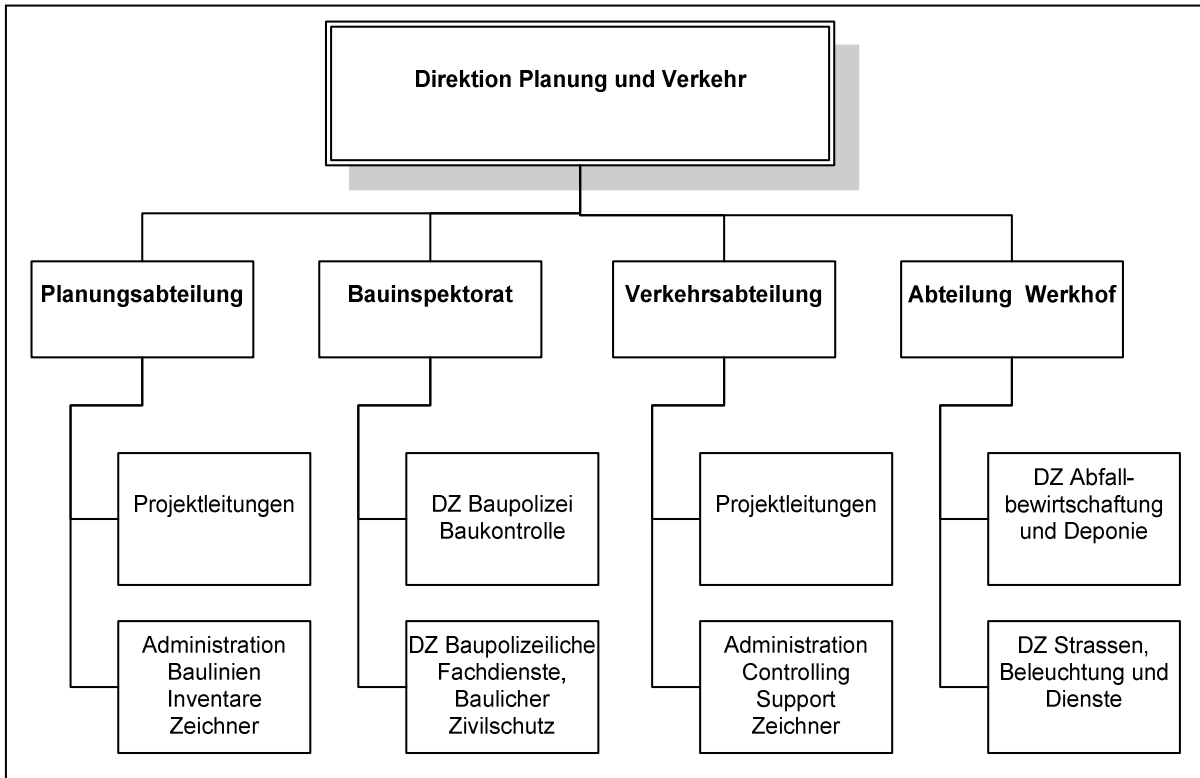 Direktion Planung und Verkehr
Planungsabteilung
Bauinspektorat
Verkehrsabteilung
Abteilung Werkhof
Projektleitungen
DZ Baupolizei
Baukontrolle
Projektleitungen
DZ Abfall-
bewirtschaftung
und Deponie
Administration
Baulinien
Inventare
Zeichner
DZ Baupolizeiliche
Fachdienste,
Baulicher
Zivilschutz
Administration
Controlling
Support
Zeichner
DZ Strassen,
Beleuchtung und
Dienste